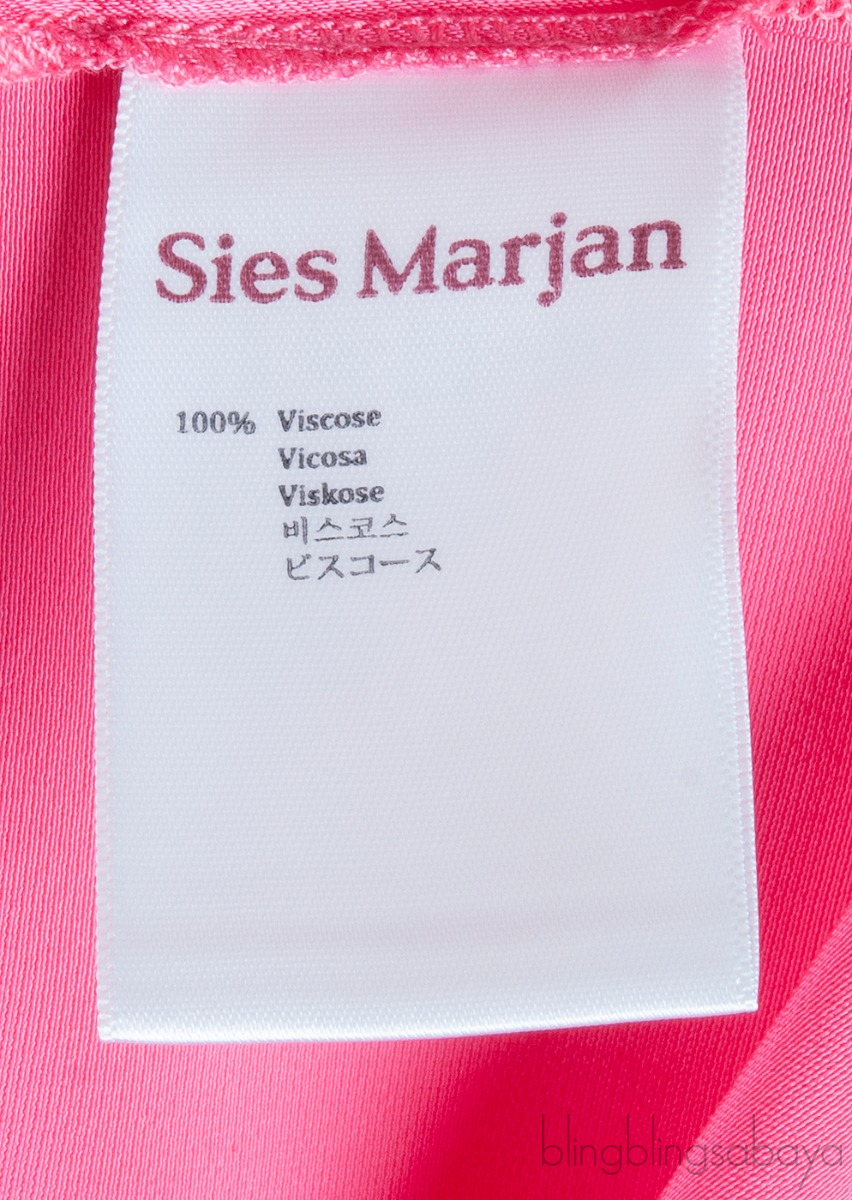 Sies Marjan
100% Viscose
Vicosa
Viskose
비스코스
ビスコース
blingblingsabaya